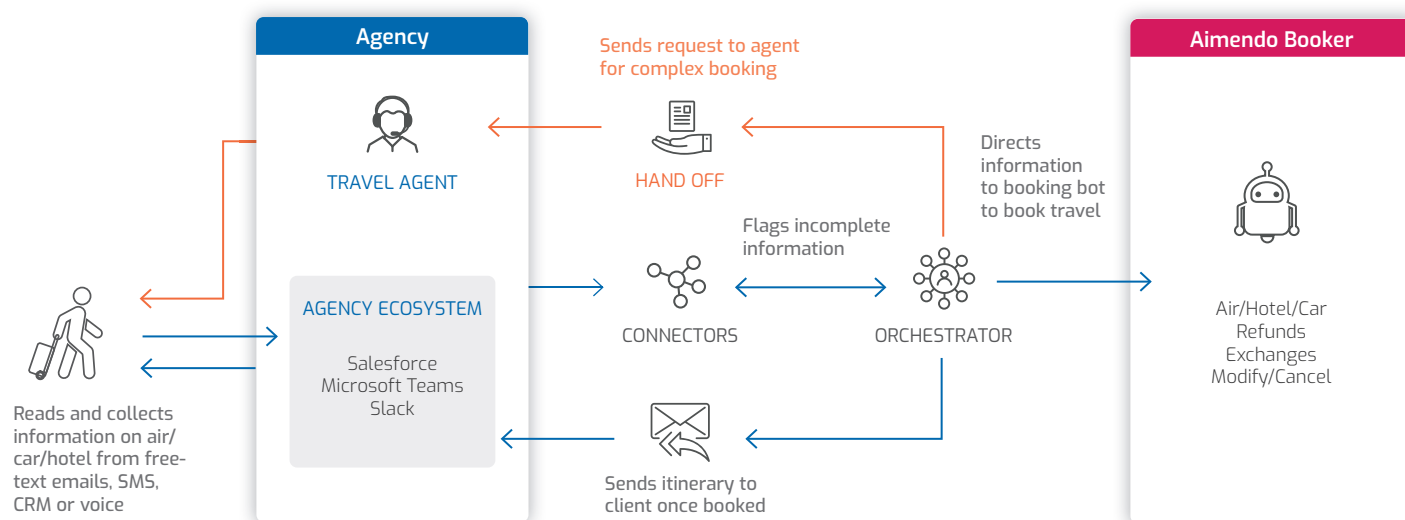 Agency
Aimendo Booker
Sends request to agent
for complex booking
TRAVEL AGENT
HAND OFF
Directs
information
to booking bot
to book travel
Flags incomplete
information
AGENCY ECOSYSTEM
Salesforce
Microsoft Teams
Slack
CONNECTORS
ORCHESTRATOR
Air/Hotel/Car
Refunds
Exchanges
Modify/Cancel
Reads and collects
information on air/
car/hotel from free-
text emails, SMS,
CRM or voice
Sends itinerary to
client once booked